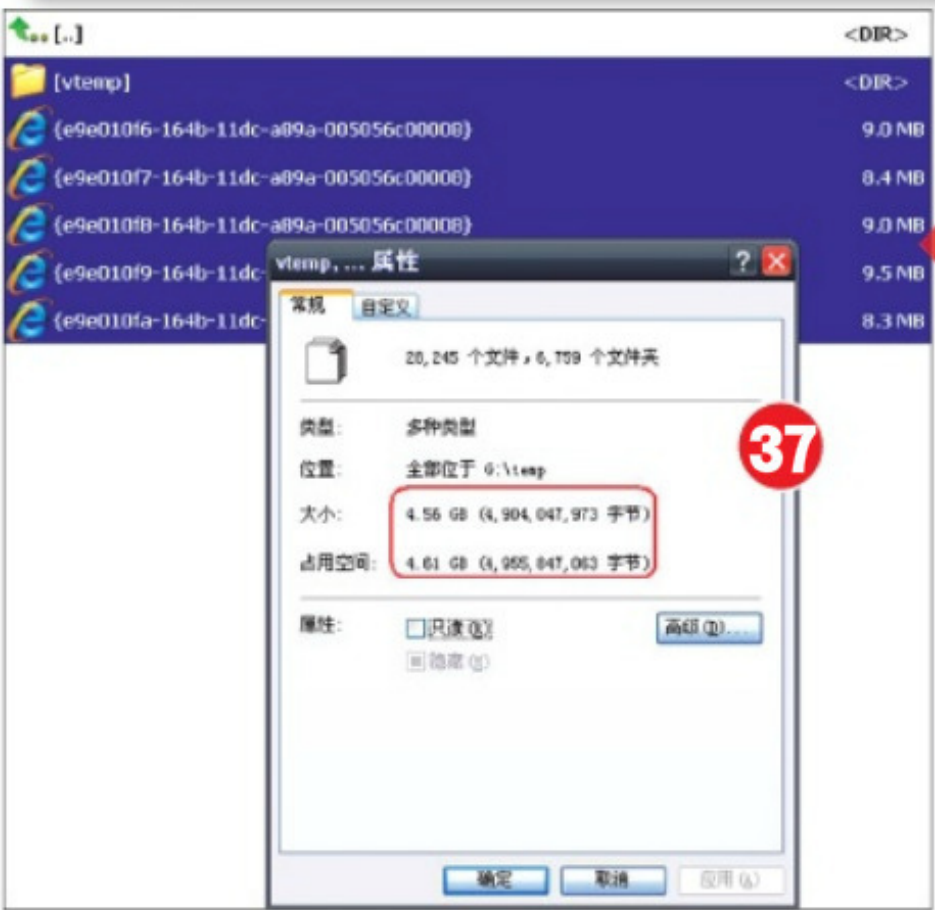 [..] <DIR>
[vtemp] <DIR>
{e9e010f6-164b-11dc-a89a-005056c00008} 9.0 MB
{e9e010f7-164b-11dc-a89a-005056c00008} 8.4 MB
{e9e010f8-164b-11dc-a89a-005056c00008} 9.0 MB
{e9e010f9-164b-11dc- 9.5 MB
{e9e010fa-164b-11dc- 8.3 MB
vtemp, ... 属性
常规 自定义
个文件, 6,759 个文件夹
类型: 多种类型
37
位置: 全部位于 G:\temp
大小: 4.56 GB (4,904,047,973 字节)
占用空间: 4.61 GB (4,955,847,063 字节)
属性: 只读(R) 高级(D)...
隐藏(H)
确定 取消 应用(A)